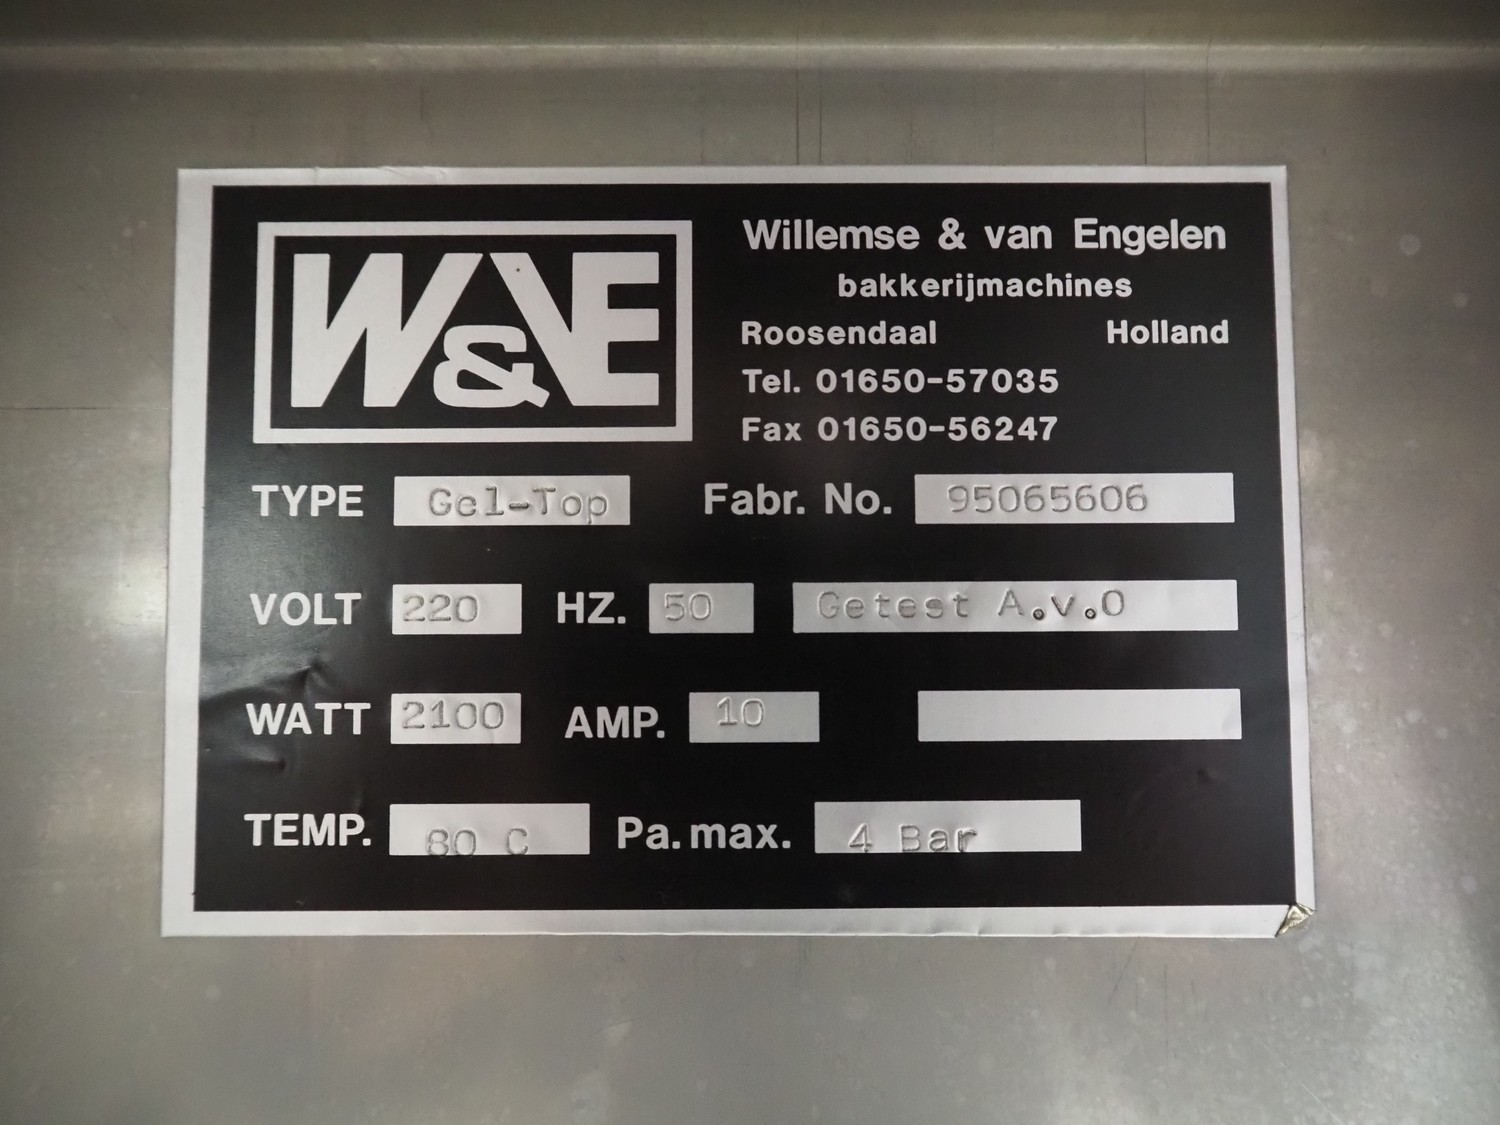 W&VE
Willemse & van Engelen
bakkerijmachines
Roosendaal Holland
Tel. 01650-57035
Fax 01650-56247
TYPE Gel-Top Fabr. No. 95065606
VOLT 220 HZ. 50 Getest A.v.O
WATT 2100 AMP. 10
TEMP. 80 C Pa. max. 4 Bar